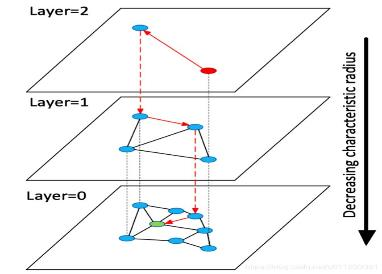 Layer=2
Layer=1
Layer=0
Decreasing characteristic radius